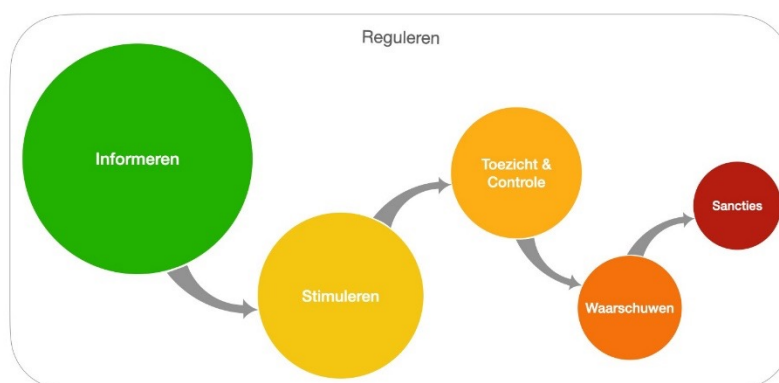 Reguleren
Informeren
Stimuleren
Toezicht &
Controle
Waarschuwen
Sancties